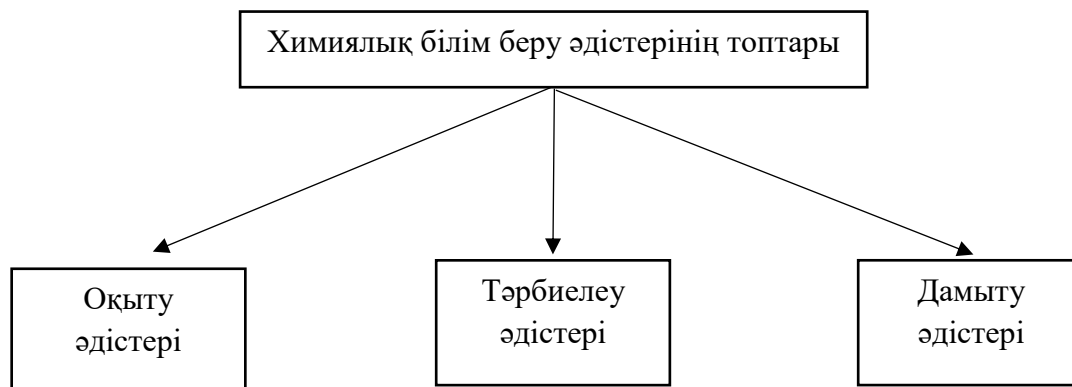 Химиялық білім беру әдістерінің топтары
Оқыту
әдістері
Тәрбиелеу
әдістері
Дамыту
әдістері